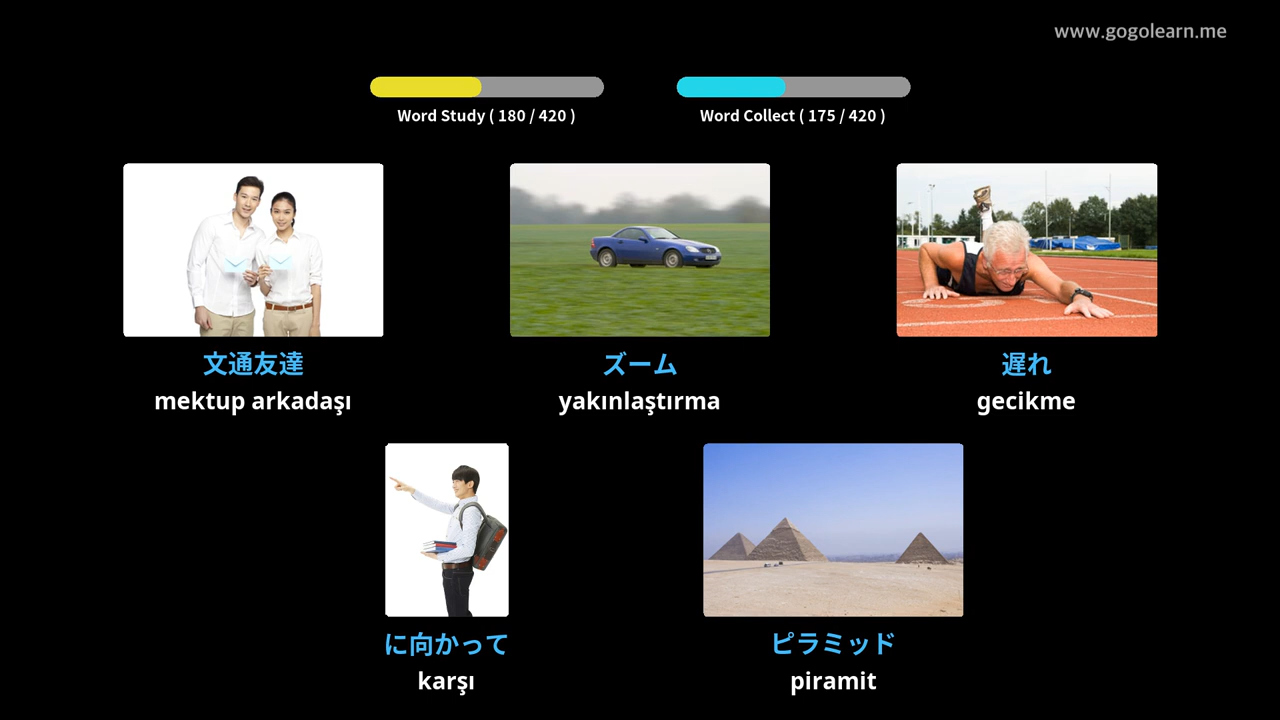 www.gogolearn.me
Word Study ( 180 / 420 )
Word Collect ( 175 / 420 )
文通友達
mektup arkadaşı
ズーム
yakınlaştırma
遅れ
gecikme
に向かって
karşı
ピラミッド
piramit